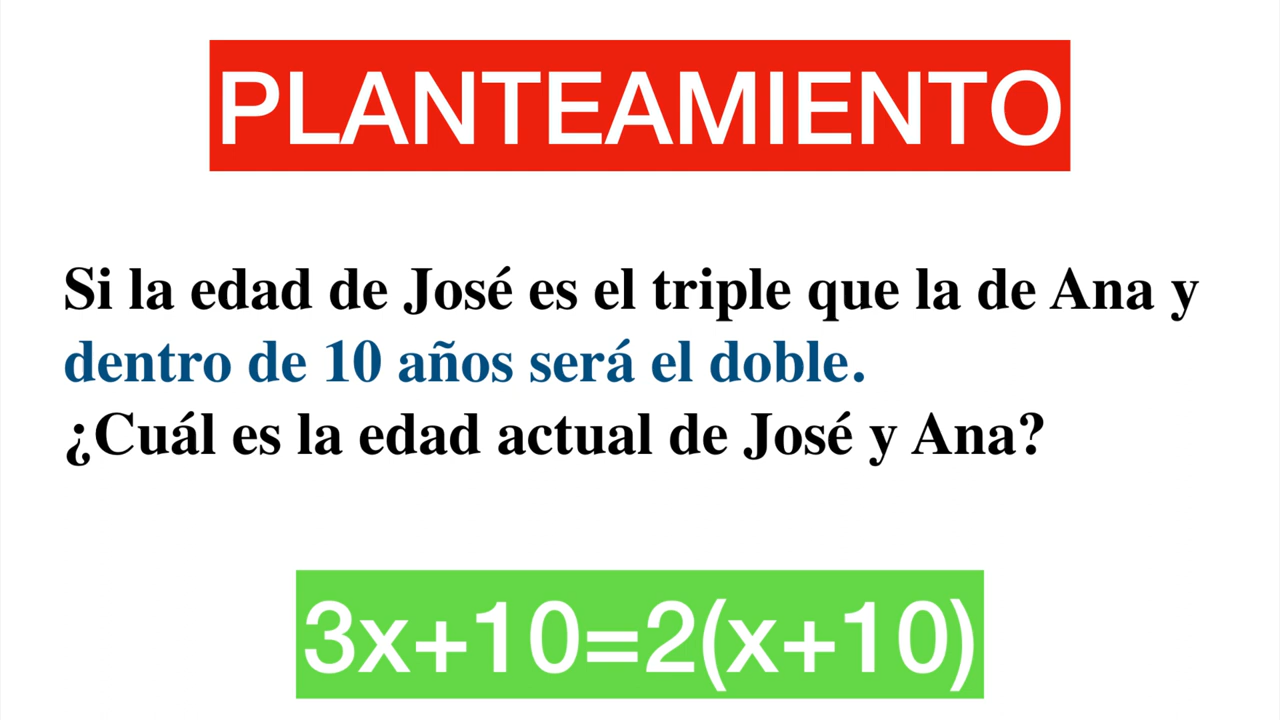 PLANTEAMIENTO
Si la edad de José es el triple que la de Ana y
dentro de 10 años será el doble.
¿Cuál es la edad actual de José y Ana?
3x+10=2(x+10)